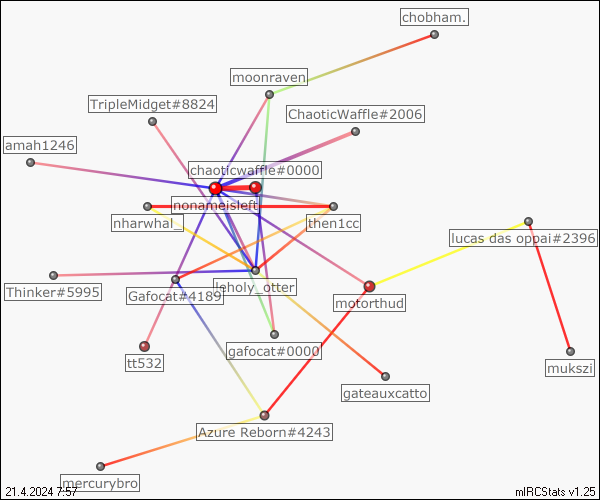 chobham.
moonraven
TripleMidget#8824
ChaoticWaffle#2006
amah1246
chaoticwaffle#0000
nonameisleft
nharwhal_
then1cc
lucas das oppai#2396
Thinker#5995
Gafocat#4189
leholy_otter
motorthud
gafocat#0000
tt532
mukszi
gateauxcatto
Azure Reborn#4243
mercurybro
21.4.2024 7:57
mIRCStats v1.25